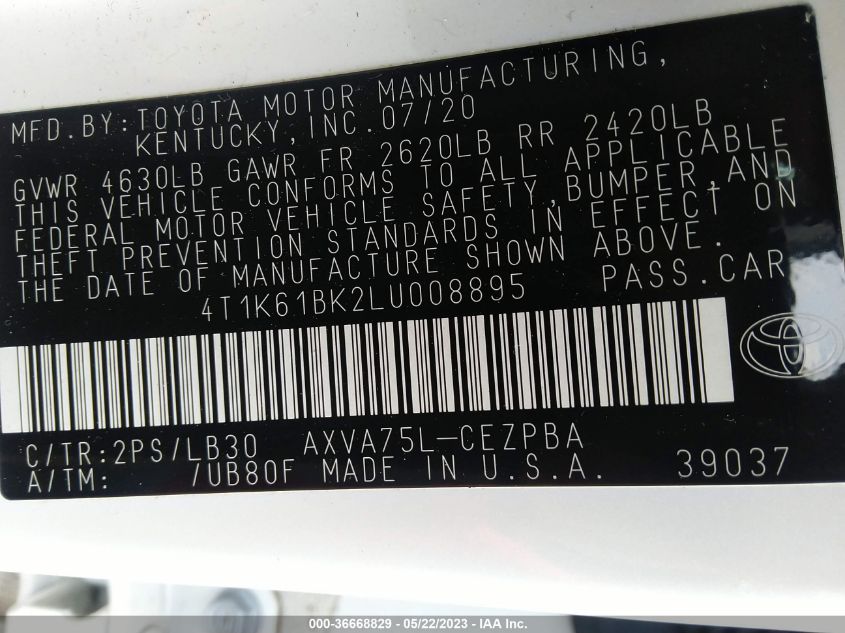 MFD.BY:TOYOTA MOTOR MANUFACTURING,
KENTUCKY,INC.07/20
GVWR 4630LB GAWR FR 2620LB RR 2420LB
THIS VEHICLE CONFORMS TO ALL APPLICABLE
FEDERAL MOTOR VEHICLE SAFETY,BUMPER,AND
THEFT PREVENTION STANDARDS IN EFFECT ON
THE DATE OF MANUFACTURE SHOWN ABOVE.
4T1K61BK2LU008895 PASS.CAR
C/TR:2PS/LB30 AXVA75L-CEZPBA
A/TM: /UB80F MADE IN U.S.A. 39037
000-36668829 - 05/22/2023 - IAA Inc.